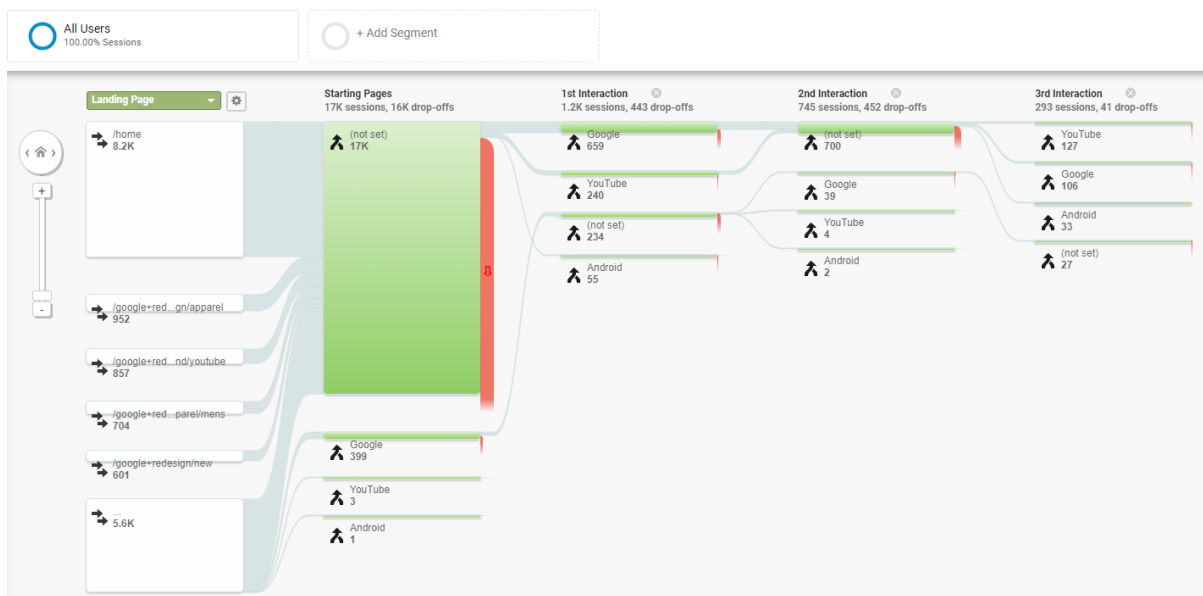 All Users
100.00% Sessions
+ Add Segment
Landing Page
/home
8.2K
/google+red...gn/apparel
952
/google+red...nd/youtube
857
/google+red...parel/mens
704
/google+redesign/new
601
...
5.6K
Starting Pages
17K sessions, 16K drop-offs
(not set)
17K
Google
399
YouTube
3
Android
1
1st Interaction
1.2K sessions, 443 drop-offs
Google
659
YouTube
240
(not set)
234
Android
55
2nd Interaction
745 sessions, 452 drop-offs
(not set)
700
Google
39
YouTube
4
Android
2
3rd Interaction
293 sessions, 41 drop-offs
YouTube
127
Google
106
Android
33
(not set)
27
+
-